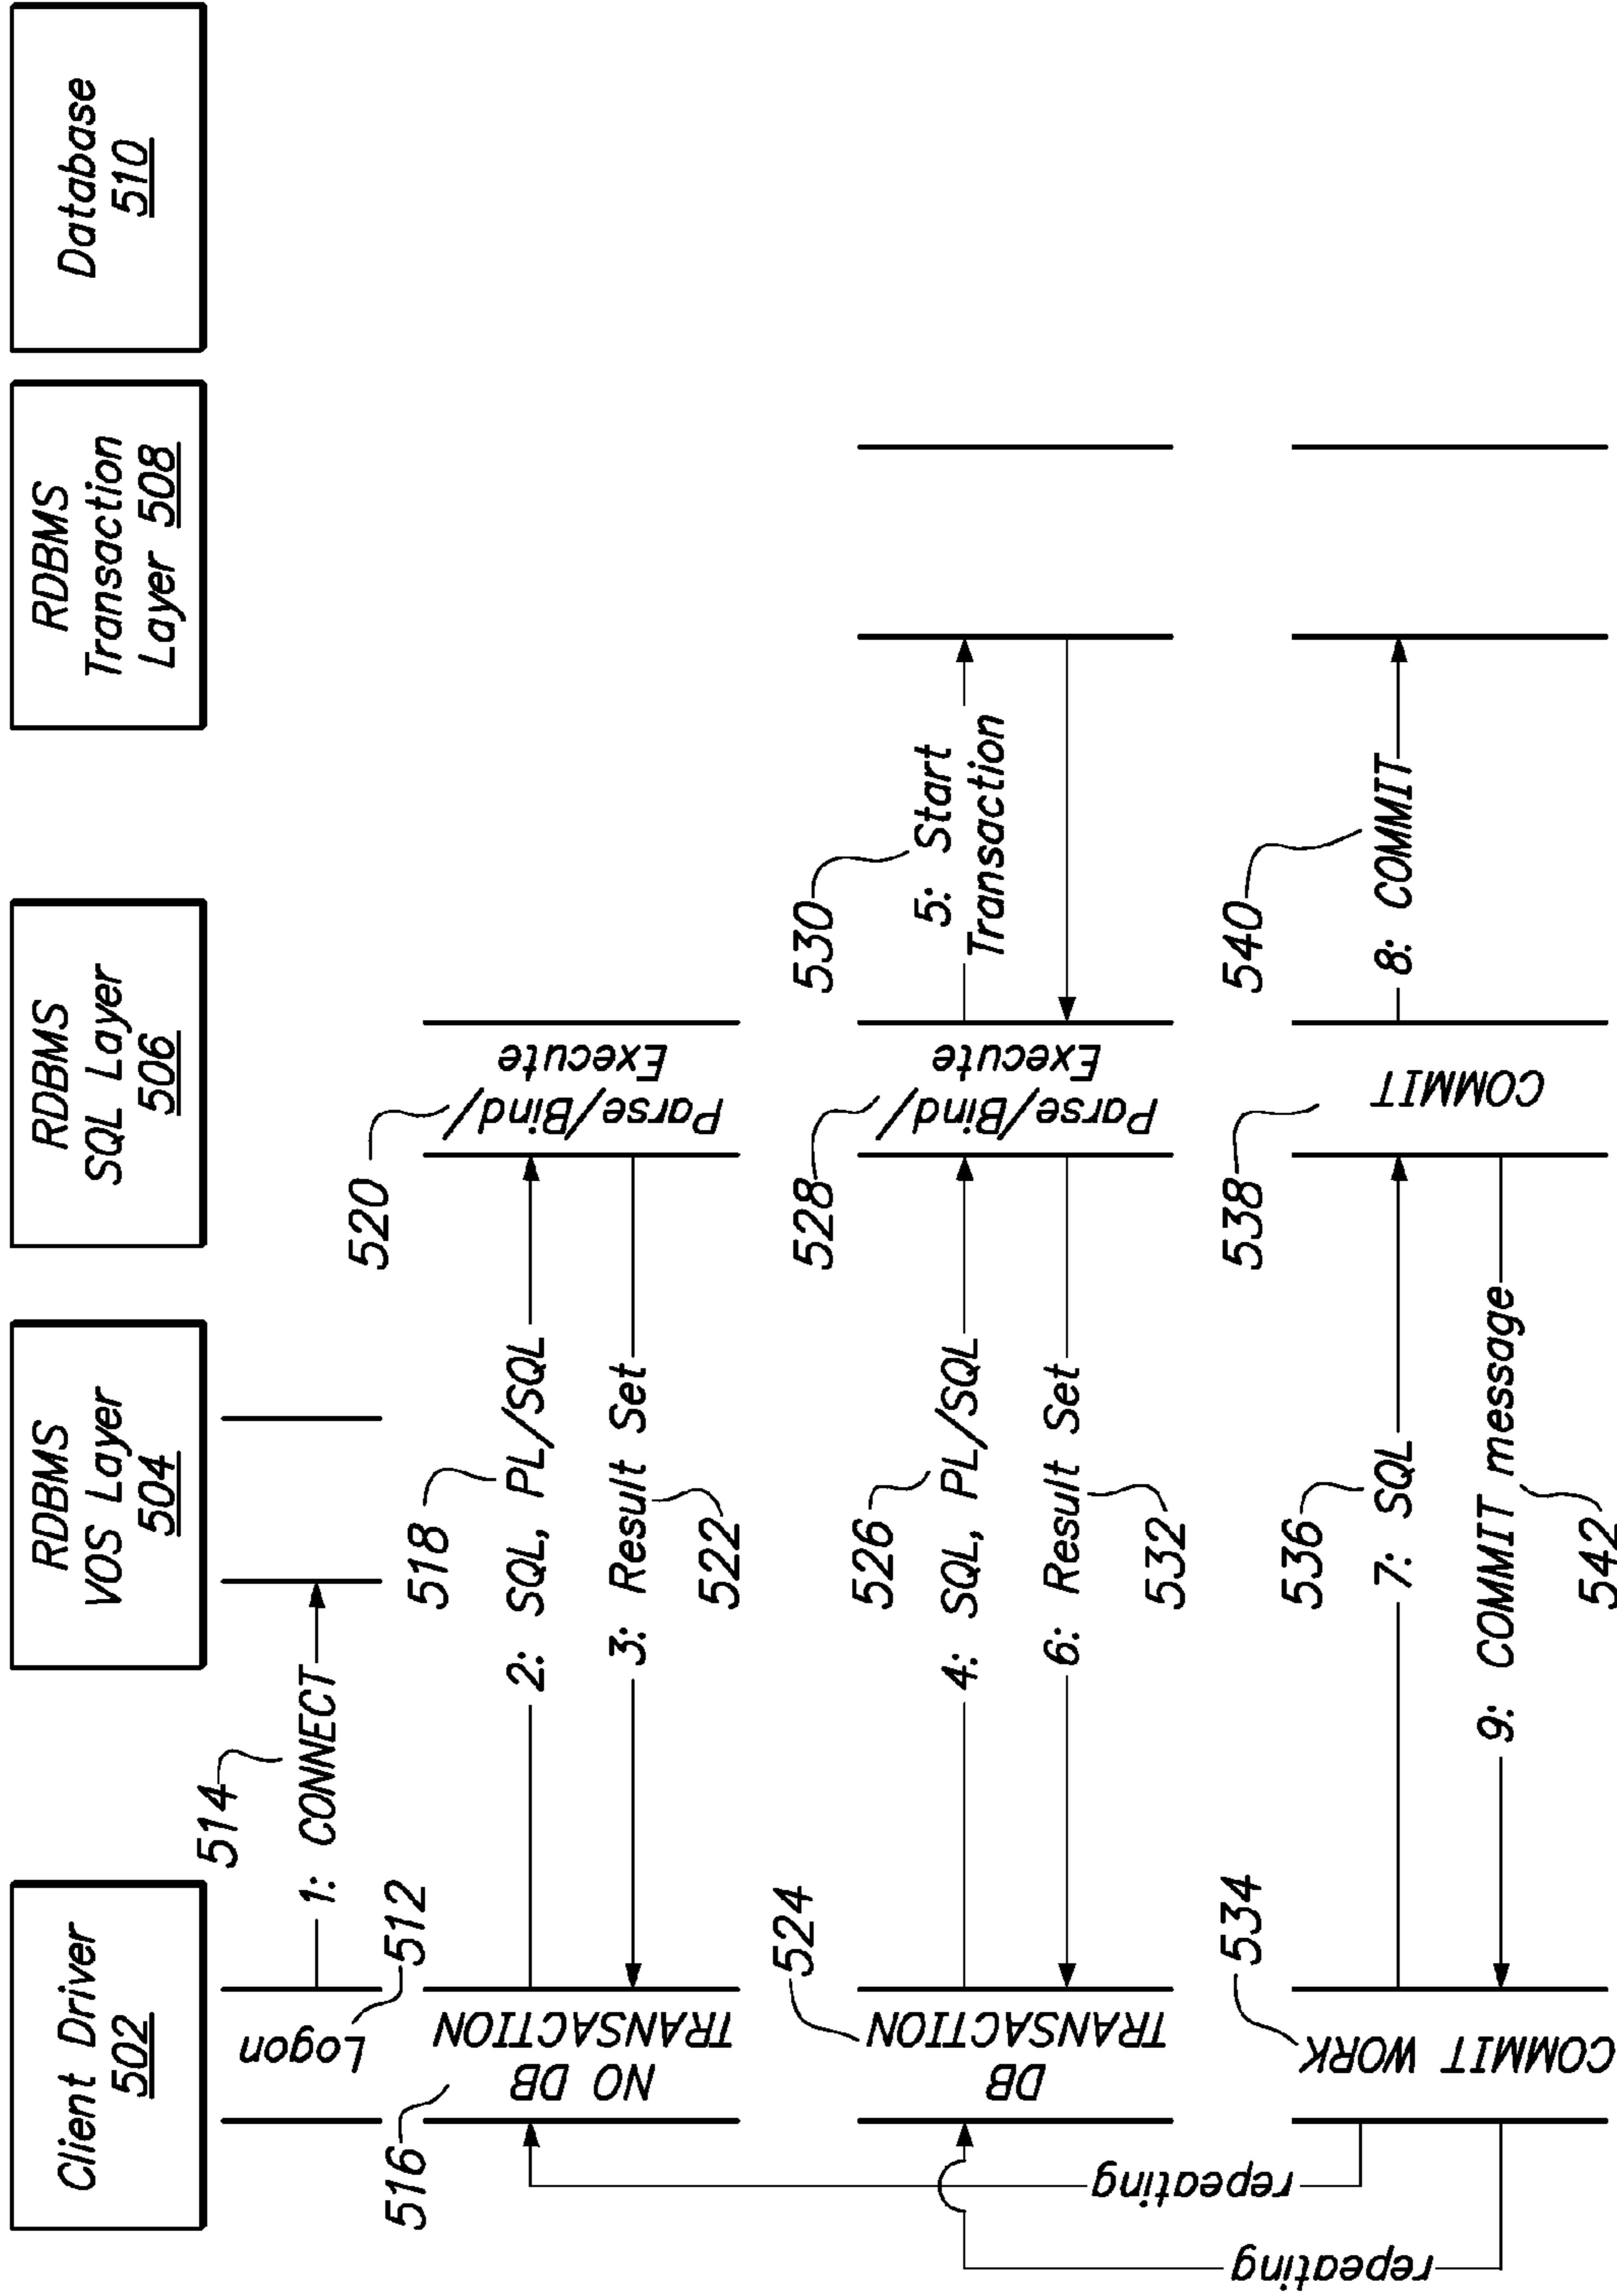 Client Driver
502
RDBMS
VOS Layer
504
RDBMS
SQL Layer
506
RDBMS
Transaction
Layer 508
Database
510
514
Logon
512
1: CONNECT
516
NO DB
TRANSACTION
518
2: SQL, PL/SQL
520
Parse/Bind/
Execute
3: Result Set
522
524
DB
TRANSACTION
526
4: SQL, PL/SQL
528
Parse/Bind/
Execute
530
5: Start
Transaction
6: Result Set
532
534
COMMIT WORK
536
7: SQL
538
COMMIT
540
8: COMMIT
9: COMMIT message
542
repeating
repeating